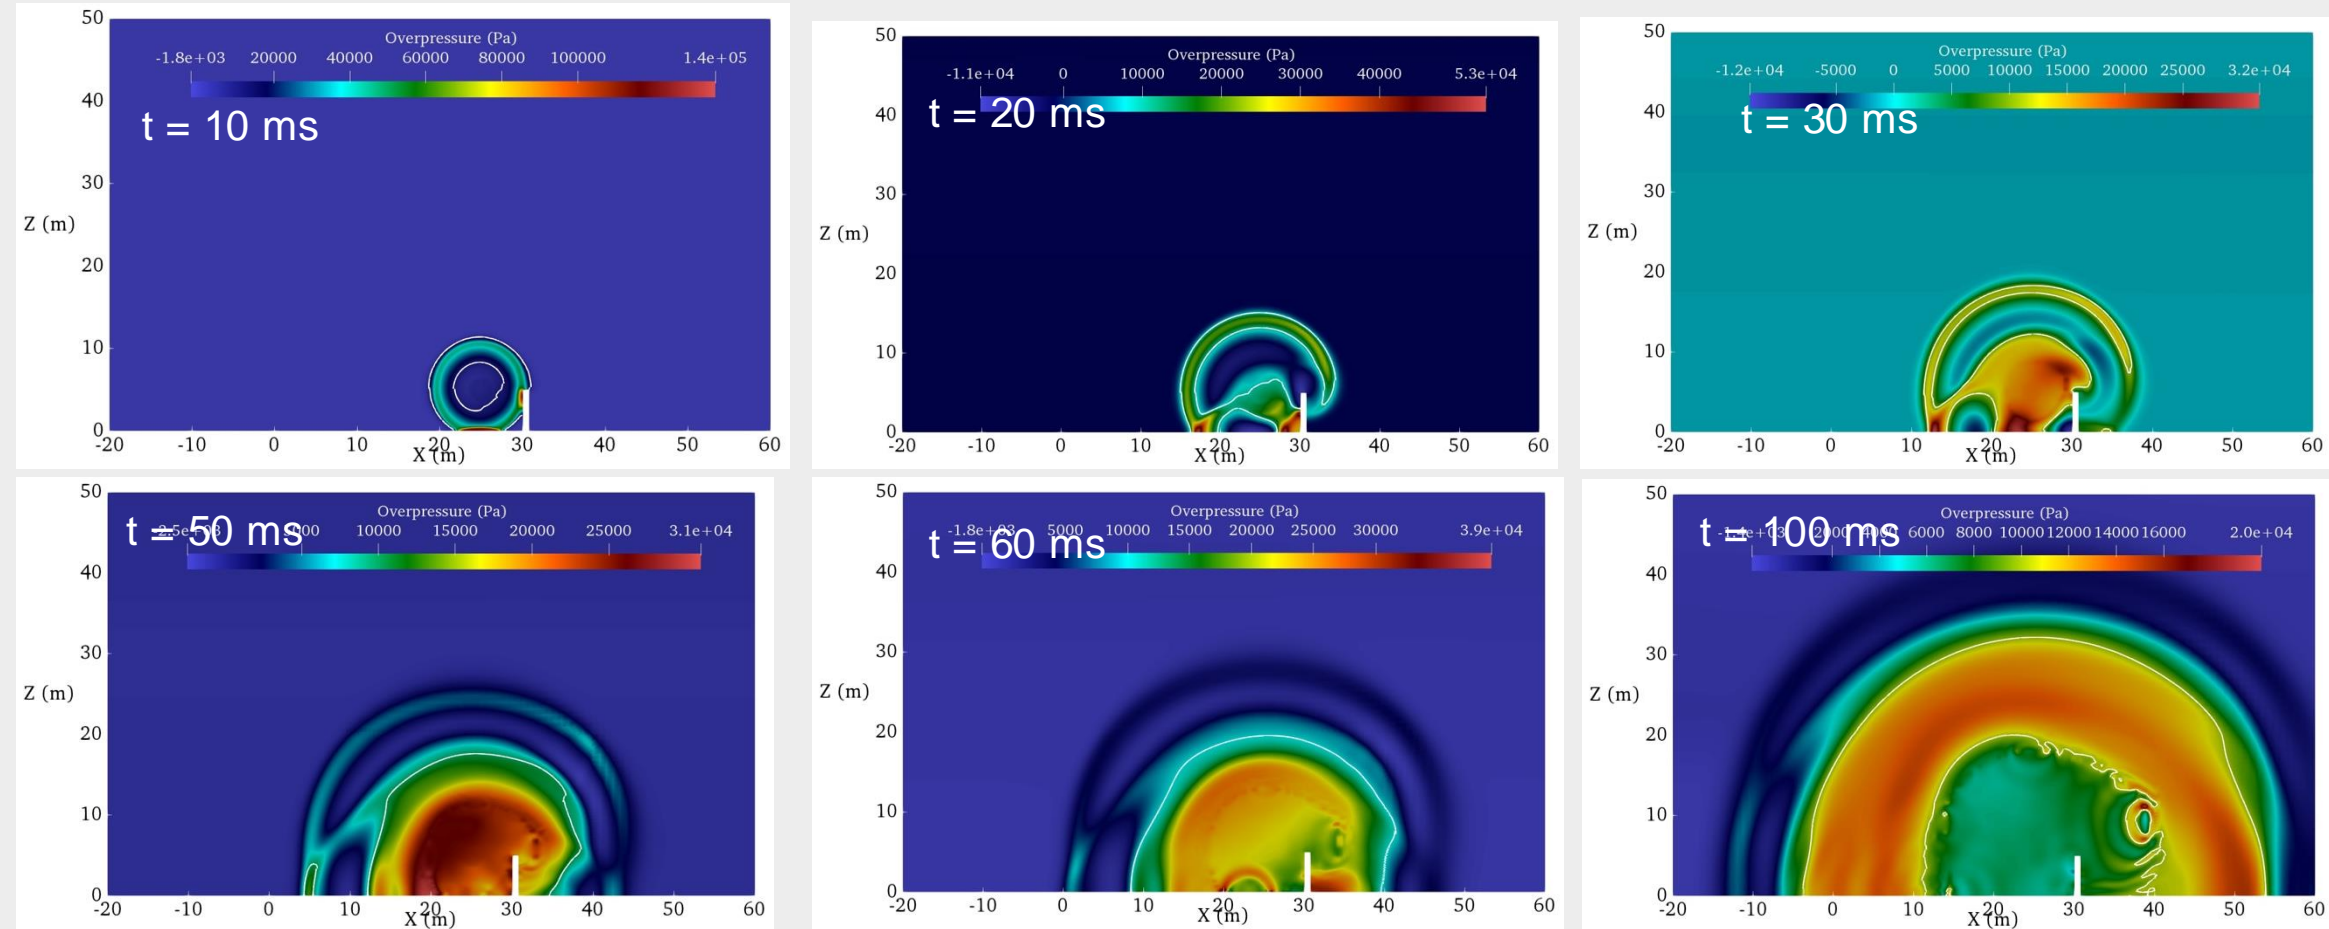 Overpressure (Pa)
-1.8e+03 20000 40000 60000 80000 100000 1.4e+05
t = 10 ms
50
40
30
Z (m)
20
10
0
-20 -10 0 10 20 30 40 50 60
X (m)
Overpressure (Pa)
-1.1e+04 0 10000 20000 30000 40000 5.3e+04
t = 20 ms
50
40
30
Z (m)
20
10
0
-20 -10 0 10 20 30 40 50 60
X (m)
Overpressure (Pa)
-1.2e+04 -5000 0 5000 10000 15000 20000 25000 3.2e+04
t = 30 ms
50
40
30
Z (m)
20
10
0
-20 -10 0 10 20 30 40 50 60
X (m)
Overpressure (Pa)
10000 15000 20000 25000 3.1e+04
t = 50 ms
50
40
30
Z (m)
20
10
0
-20 -10 0 10 20 30 40 50 60
X (m)
Overpressure (Pa)
-1.8e+03 5000 10000 15000 20000 25000 30000 3.9e+04
t = 60 ms
50
40
30
Z (m)
20
10
0
-20 -10 0 10 20 30 40 50 60
X (m)
Overpressure (Pa)
6000 8000 10000 12000 14000 16000 2.0e+04
t = 100 ms
50
40
30
Z (m)
20
10
0
-20 -10 0 10 20 30 40 50 60
X (m)